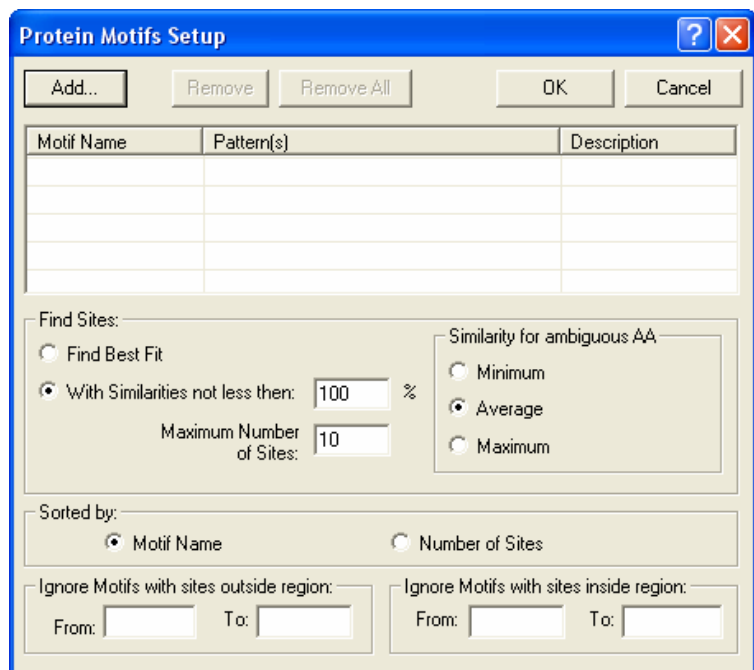 Protein Motifs Setup
Add... Remove Remove All OK Cancel
Motif Name Pattern(s) Description
Find Sites:
Find Best Fit
With Similarities not less then: 100 %
Maximum Number
of Sites: 10
Similarity for ambiguous AA
Minimum
Average
Maximum
Sorted by:
Motif Name Number of Sites
Ignore Motifs with sites outside region: Ignore Motifs with sites inside region:
From: To: From: To: